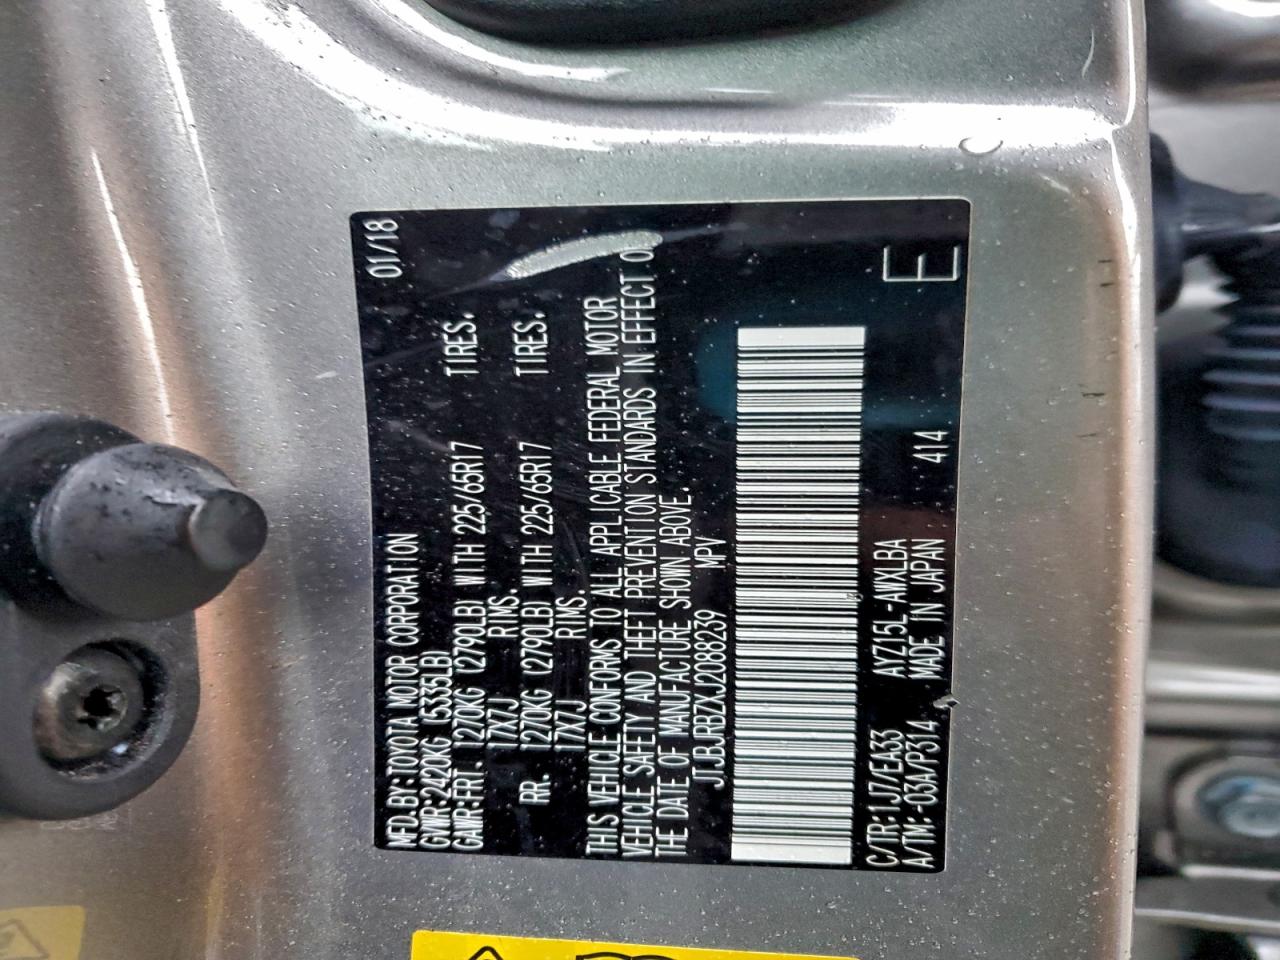 MFD.BY:TOYOTA MOTOR CORPORATION 01/18
GVWR:2420KG (5335LB)
GAWR:FRT. 1270KG (2790LB) WITH 225/65R17 TIRES.
17X7J RIMS.
RR. 1270KG (2790LB) WITH 225/65R17 TIRES.
17X7J RIMS.
THIS VEHICLE CONFORMS TO ALL APPLICABLE FEDERAL MOTOR
VEHICLE SAFETY AND THEFT PREVENTION STANDARDS IN EFFECT ON
THE DATE OF MANUFACTURE SHOWN ABOVE.
JTJBJRBZXJ2088239 MPV
C/TR:1J7/EA33 AYZ15L-AWXLBA
A/TM:-03A/P314 MADE IN JAPAN 414
E